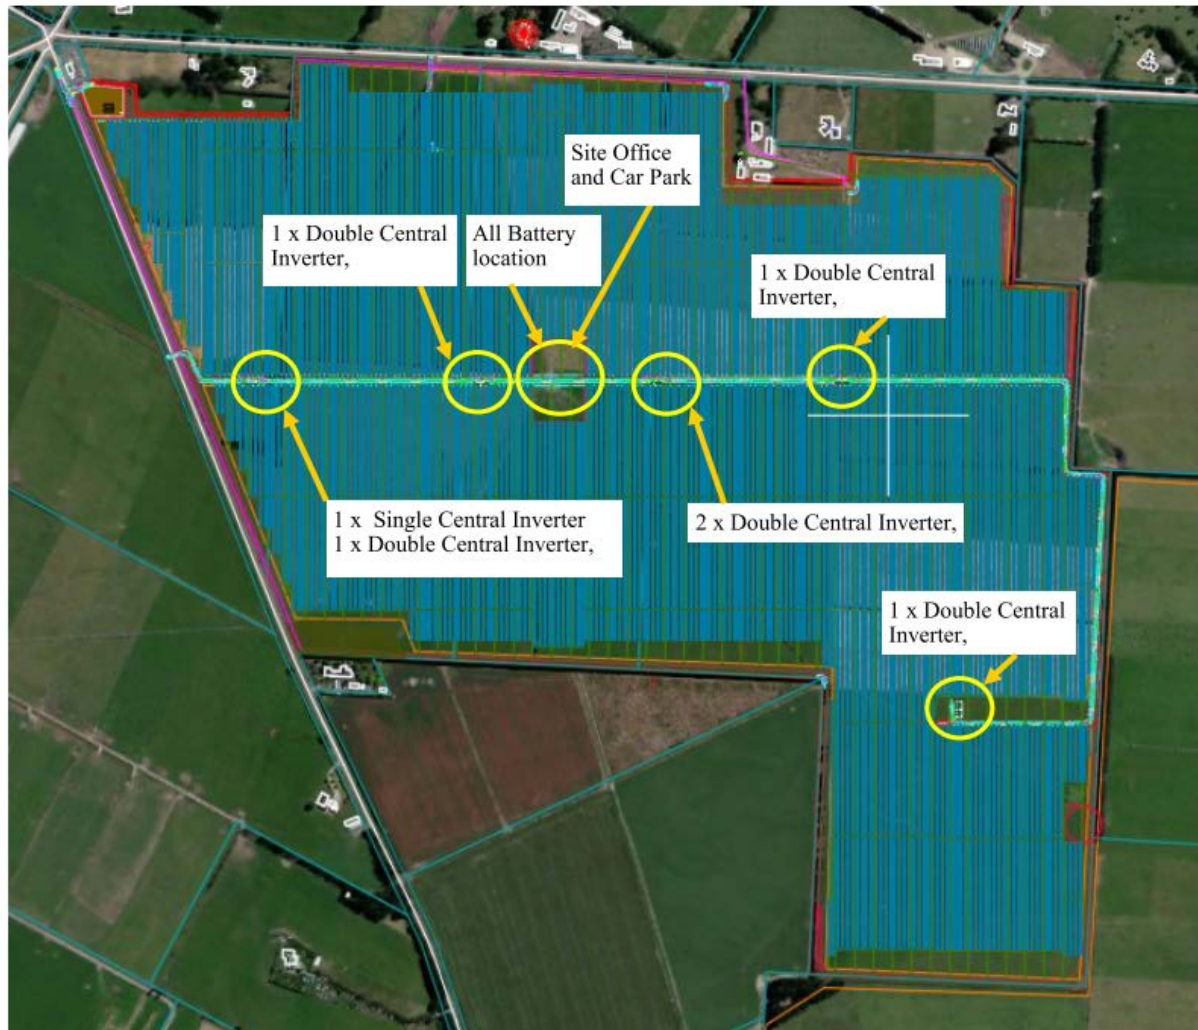 Site Office
and Car Park
1 x Double Central
Inverter,
All Battery
location
1 x Double Central
Inverter,
1 x  Single Central Inverter
1 x Double Central Inverter,
2 x Double Central Inverter,
1 x Double Central
Inverter,